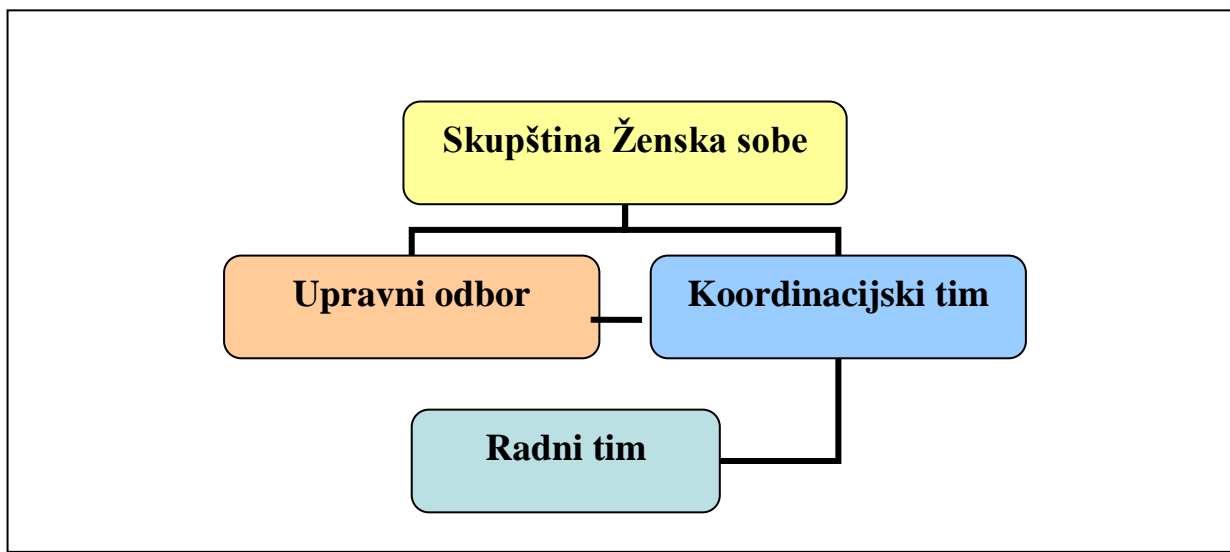 Skupština Ženska sobe
Upravni odbor
Koordinacijski tim
Radni tim